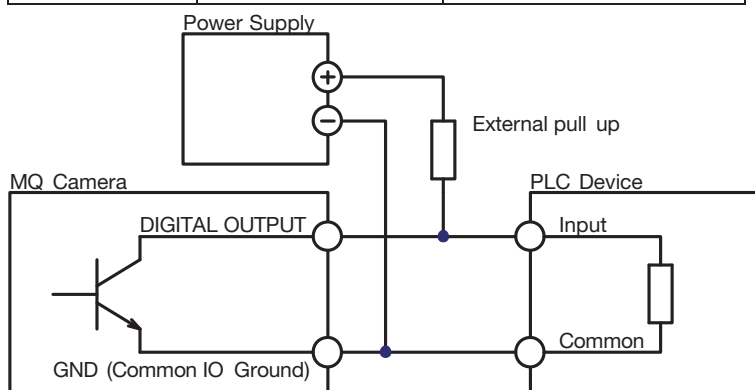 Power Supply
+
−
External pull up
MQ Camera
PLC Device
DIGITAL OUTPUT
Input
Common
GND (Common IO Ground)